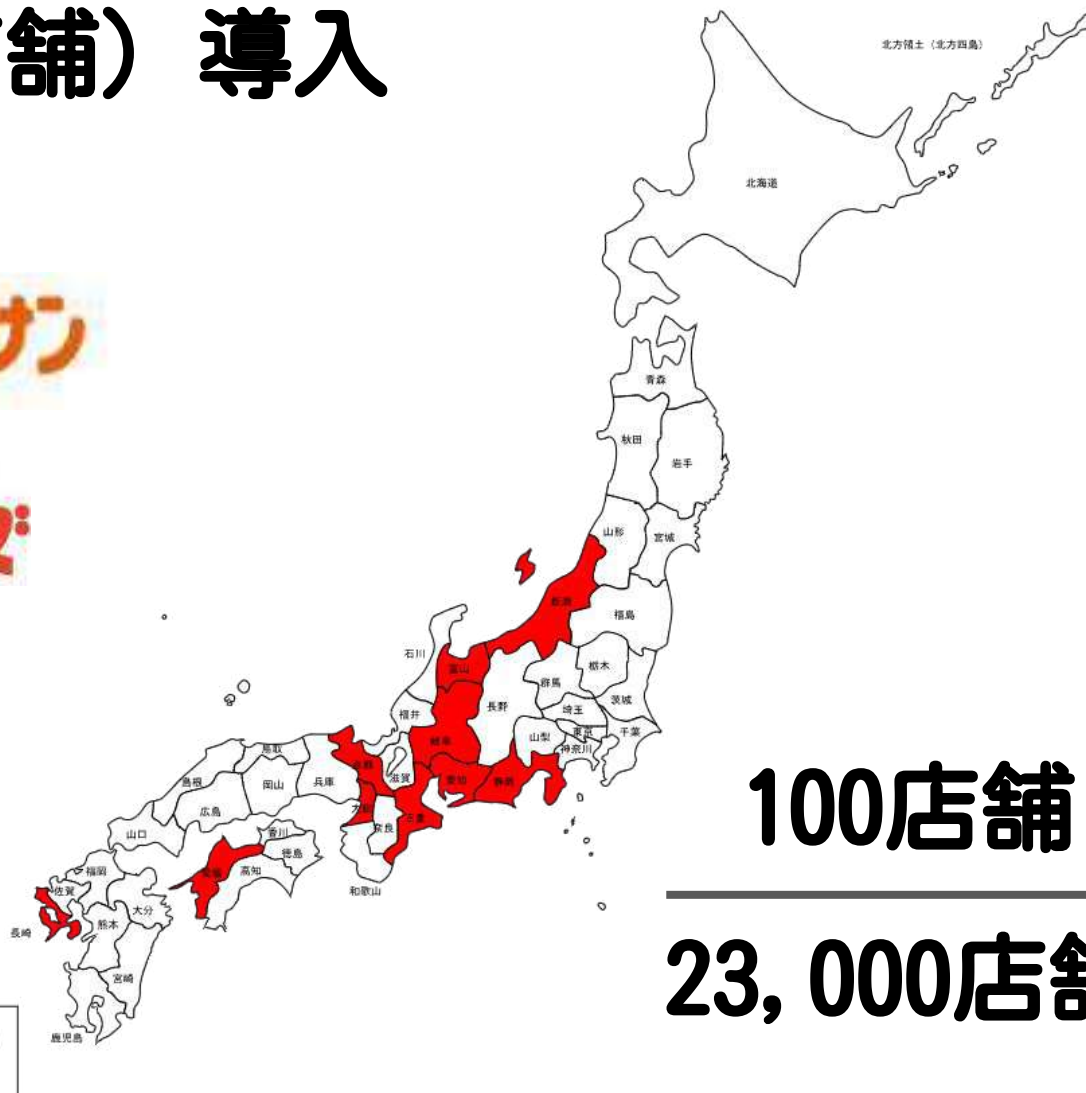 店舗）導入
北方領土（北方四島）
北海道
サン
ズ
青森
秋田
岩手
山形
宮城
新潟
福島
石川
富山
栃木
群馬
長野
茨城
福井
埼玉
岐阜
山梨
東京
千葉
神奈川
京都
滋賀
愛知
静岡
鳥取
島根
岡山
兵庫
広島
大阪
三重
奈良
山口
香川
徳島
愛媛
高知
和歌山
福岡
佐賀
大分
長崎
熊本
宮崎
鹿児島
100店舗
23,000店舗